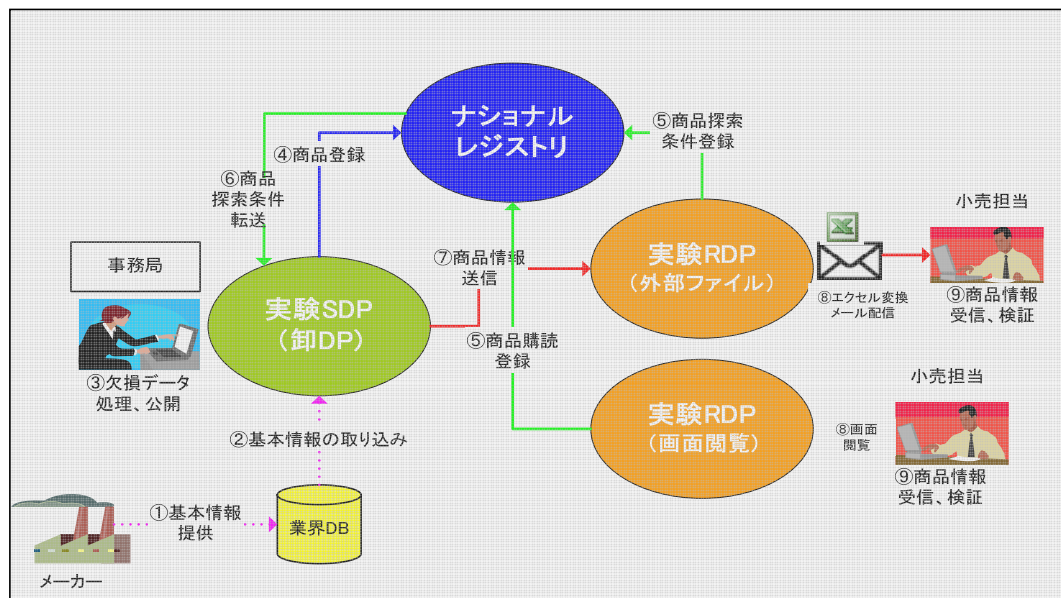 ナショナル
レジストリ
④商品登録
⑤商品探索
条件登録
⑥商品
探索条件
転送
事務局
実験SDP
(卸DP)
⑦商品情報
送信
実験RDP
(外部ファイル)
小売担当
⑧エクセル変換
メール配信
⑨商品情報
受信、検証
③欠損データ
処理、公開
⑤商品購読
登録
小売担当
実験RDP
(画面閲覧)
⑧画面
閲覧
⑨商品情報
受信、検証
②基本情報の取り込み
①基本情報
提供
業界DB
メーカー